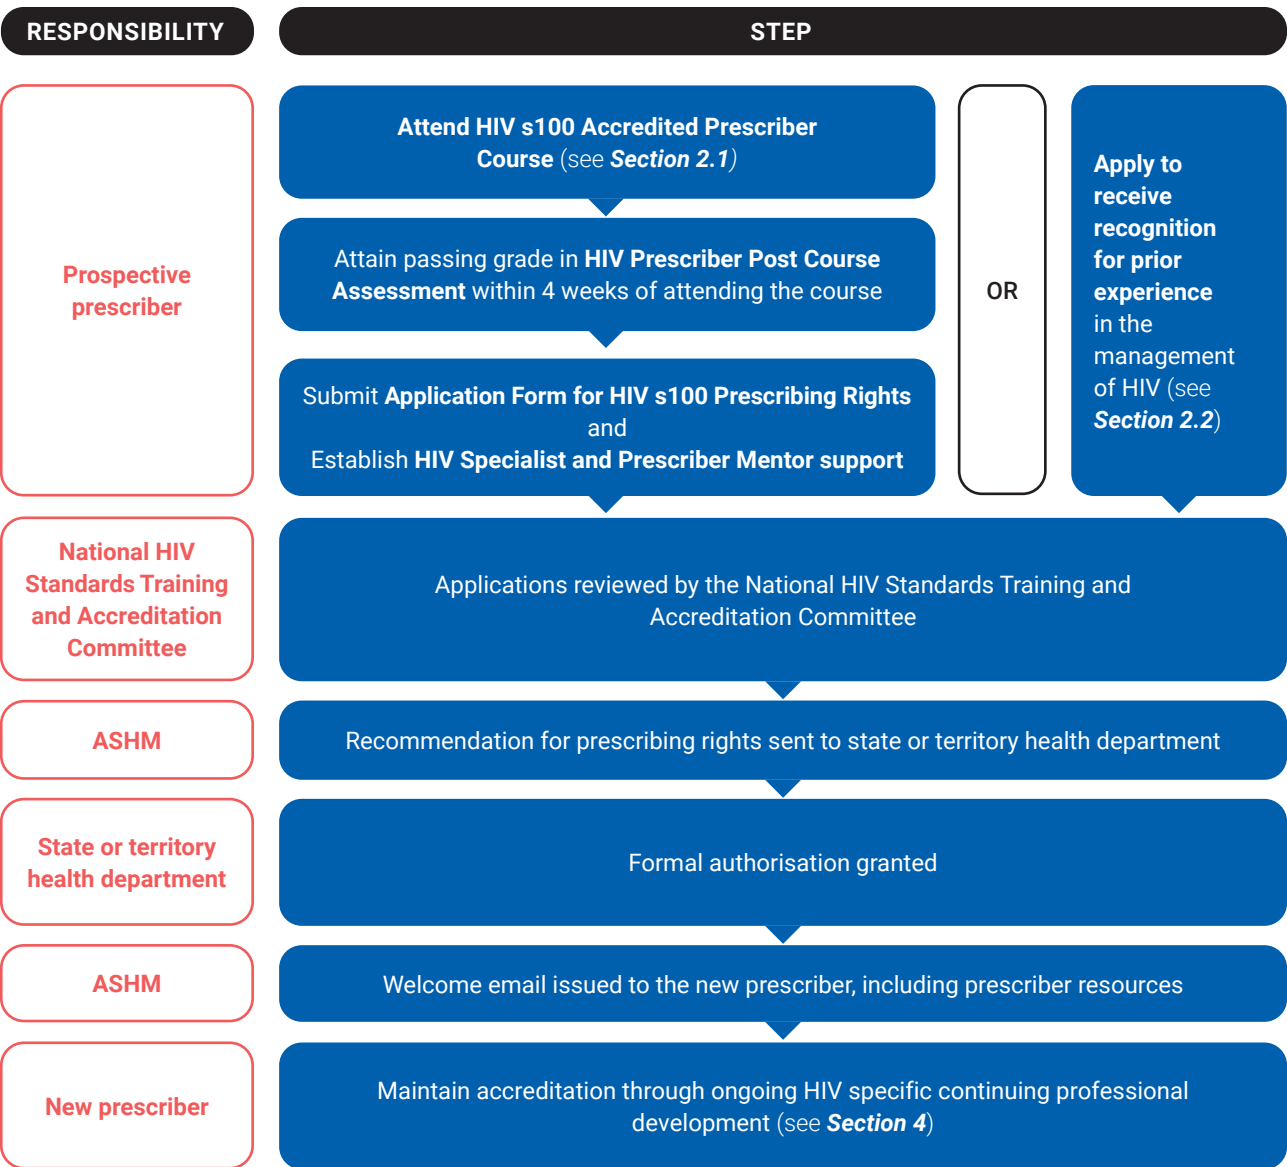 RESPONSIBILITY
STEP
Prospective
prescriber
Attend HIV s100 Accredited Prescriber
Course (see Section 2.1)
Attain passing grade in HIV Prescriber Post Course
Assessment within 4 weeks of attending the course
Submit Application Form for HIV s100 Prescribing Rights
and
Establish HIV Specialist and Prescriber Mentor support
OR
Apply to
receive
recognition
for prior
experience
in the
management
of HIV (see
Section 2.2)
National HIV
Standards Training
and Accreditation
Committee
Applications reviewed by the National HIV Standards Training and
Accreditation Committee
ASHM
Recommendation for prescribing rights sent to state or territory health department
State or territory
health department
Formal authorisation granted
ASHM
Welcome email issued to the new prescriber, including prescriber resources
New prescriber
Maintain accreditation through ongoing HIV specific continuing professional
development (see Section 4)